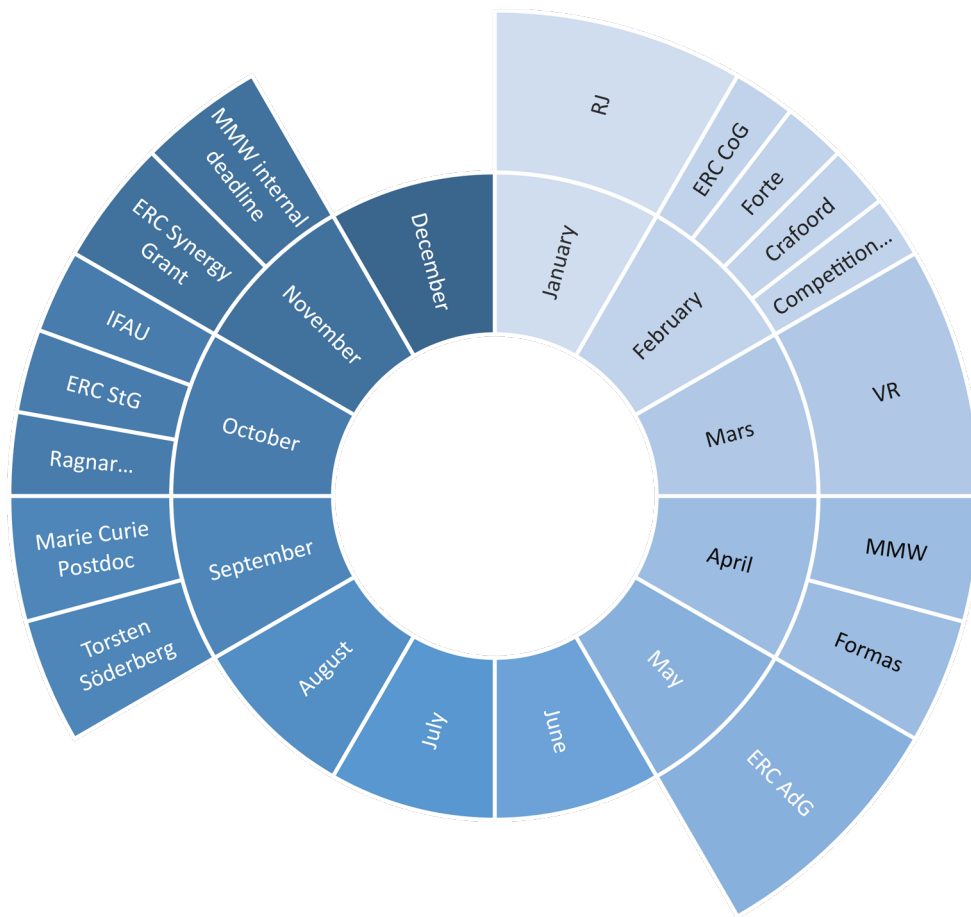 January
RJ
February
ERC CoG
Forte
Crafoord
Competition...
Mars
VR
April
MMW
Formas
May
ERC AdG
June
July
August
September
Torsten
Söderberg
Marie Curie
Postdoc
October
Ragnar...
ERC StG
IFAU
November
ERC Synergy
Grant
MMW internal
deadline
December